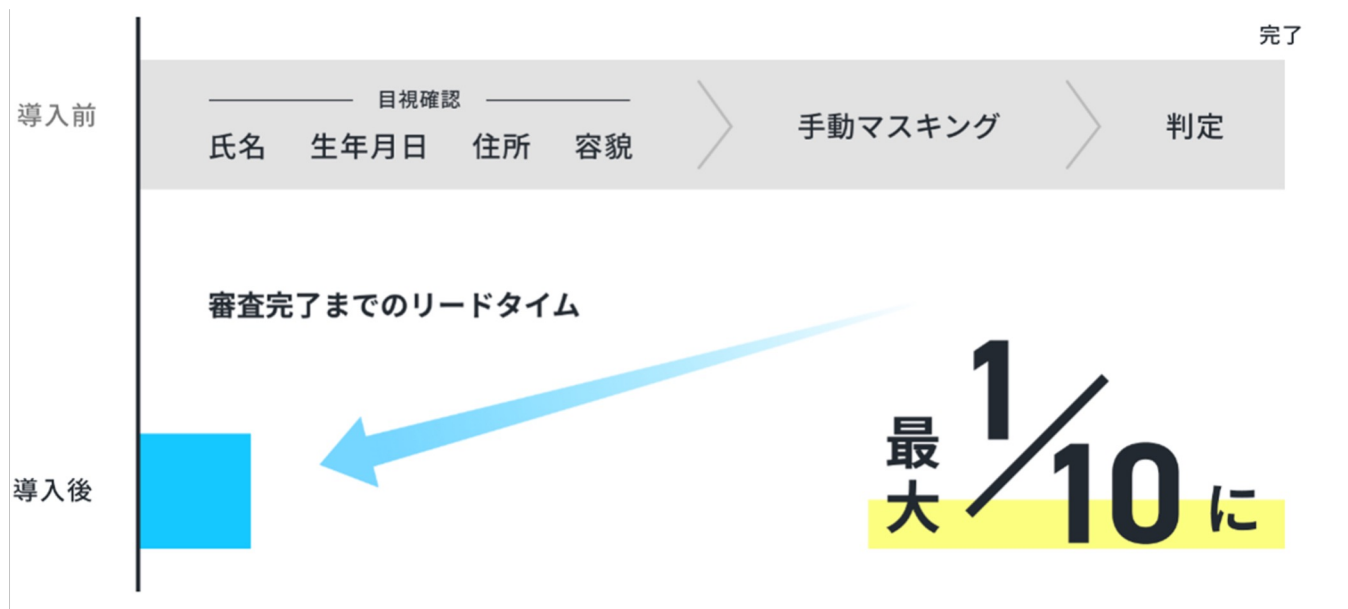 完了
導入前
目視確認
氏名 生年月日 住所 容貌
手動マスキング
判定
審査完了までのリードタイム
導入後
最大1/10に